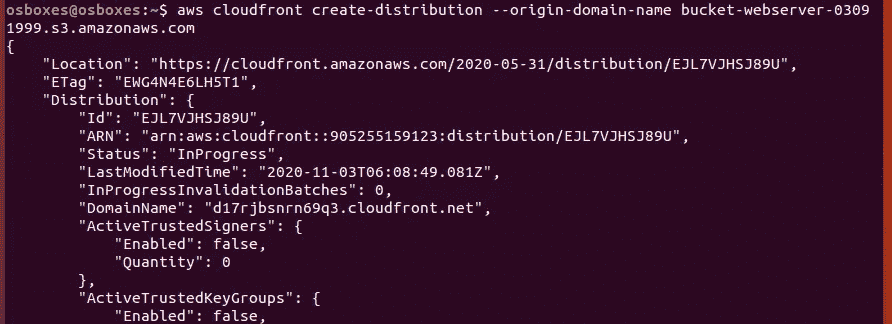 osboxes@osboxes:~$ aws cloudfront create-distribution --origin-domain-name bucket-webserver-0309
1999.s3.amazonaws.com
{
    "Location": "https://cloudfront.amazonaws.com/2020-05-31/distribution/EJL7VJHSJ89U",
    "ETag": "EWG4N4E6LH5T1",
    "Distribution": {
        "Id": "EJL7VJHSJ89U",
        "ARN": "arn:aws:cloudfront::905255159123:distribution/EJL7VJHSJ89U",
        "Status": "InProgress",
        "LastModifiedTime": "2020-11-03T06:08:49.081Z",
        "InProgressInvalidationBatches": 0,
        "DomainName": "d17rjbsnrn69q3.cloudfront.net",
        "ActiveTrustedSigners": {
            "Enabled": false,
            "Quantity": 0
        },
        "ActiveTrustedKeyGroups": {
            "Enabled": false,